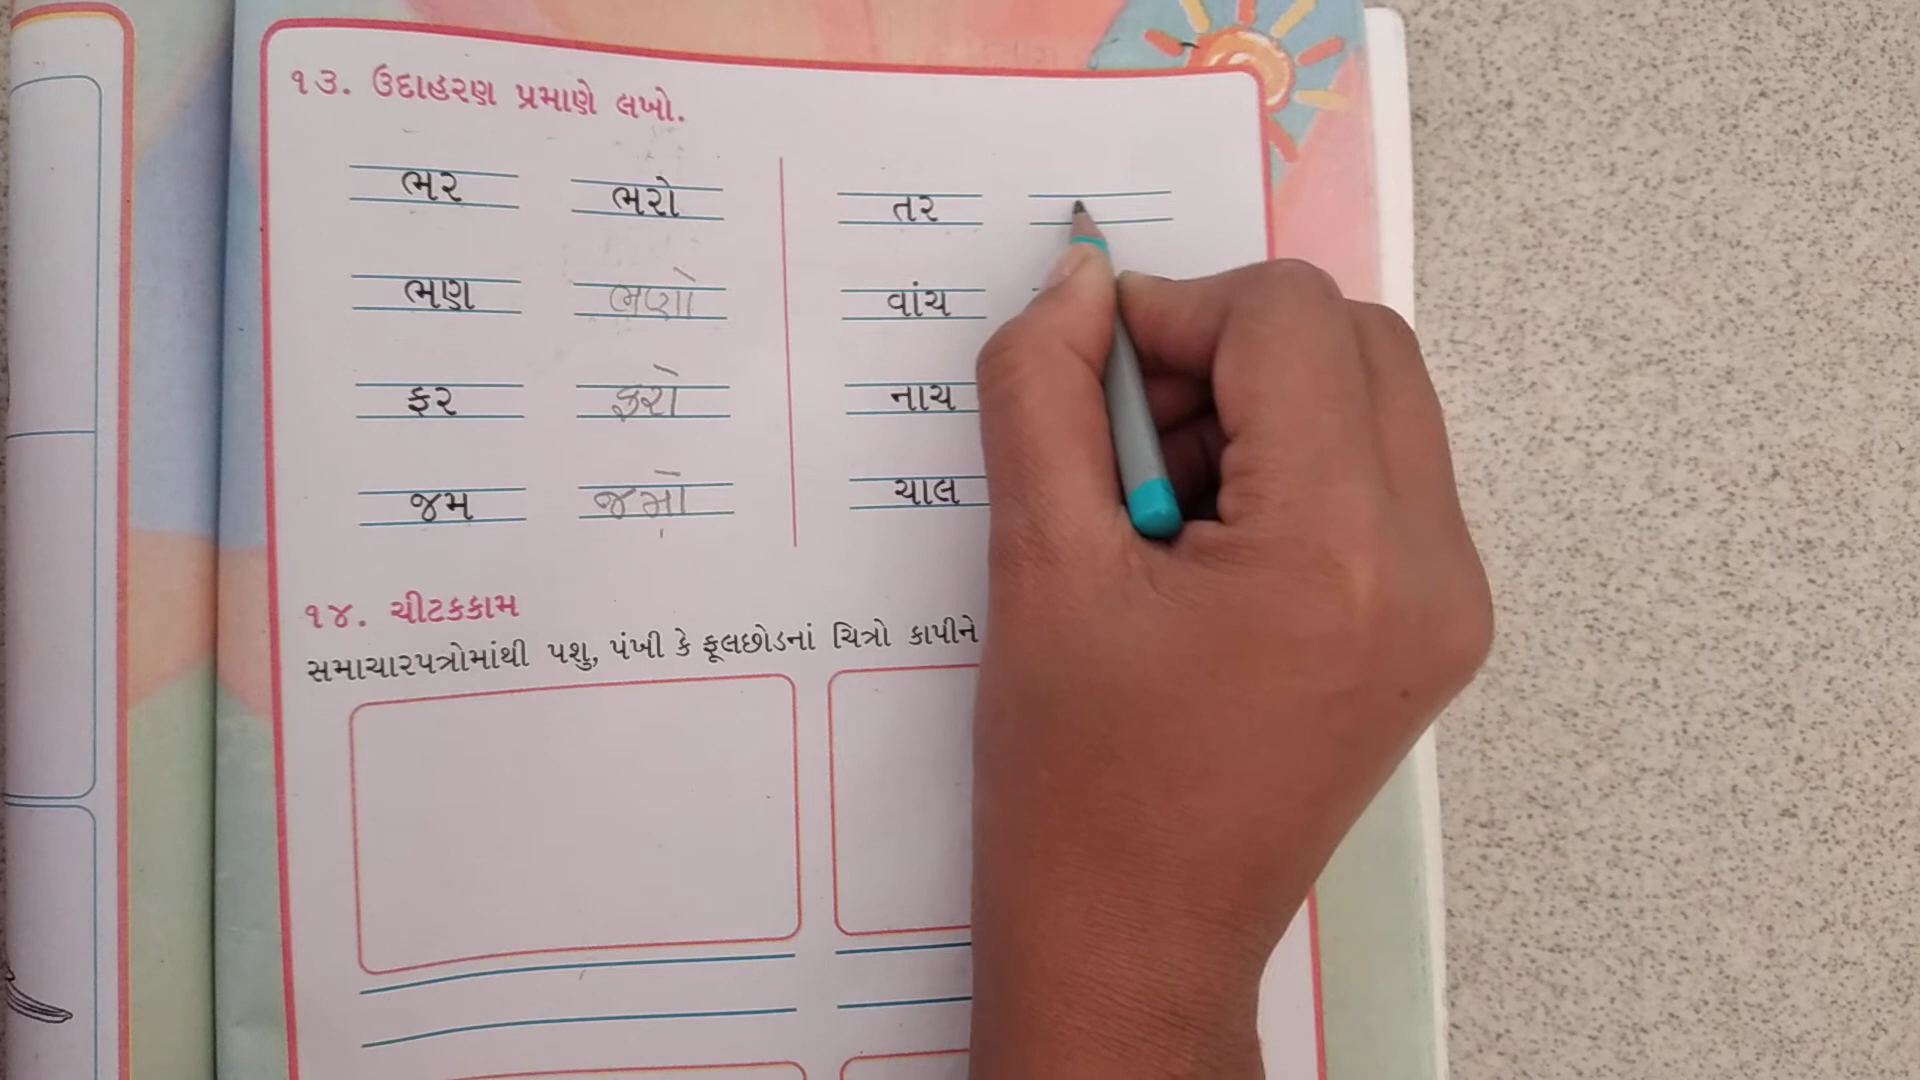 ૧૩. ઉદાહરણ પ્રમાણે લખો.
ભર ભરો તર
ભણ ભણો વાંચ
ફર ફરો નાચ
જમ જમો ચાલ
૧૪. ચીટકકામ
સમાચારપત્રોમાંથી પશુ, પંખી કે ફૂલછોડનાં ચિત્રો કાપીને